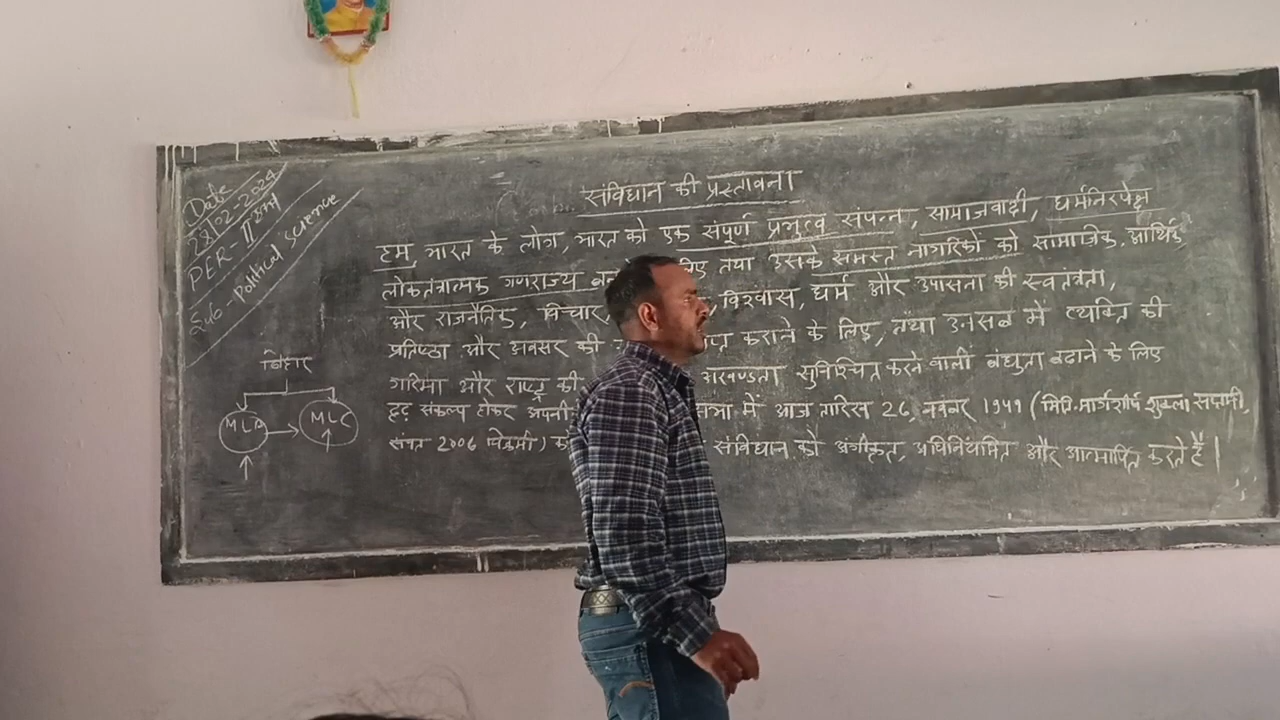 Date
28/02-2024
PER- II
Sub- Political Science
संविधान की प्रस्तावना
हम, भारत के लोग, भारत को एक संपूर्ण प्रभुत्व संपन्न, सामाजवादी, धर्मनिरपेक्ष
लोकतंत्रात्मक गणराज्य लिए तथा उसके समस्त नागरिकों को सामाजिक, आर्थिक
और राजनैतिक, विचार विश्वास, धर्म और उपासना की स्वतंत्रता,
प्रतिष्ठा और अवसर की कराने के लिए, तथा उन सब में व्यक्ति की
गरिमा और राष्ट्र की अखण्डता सुनिश्चित करने वाली बंधुता बढाने के लिए
दृढ़ संकल्प होकर अपनी में आज तारिख 26, नवम्बर 1949 (मिति मार्गशीर्ष शुक्ला सप्तमी,
संवत 2006 विक्रमी) संविधान को अंगीकृत, अधिनियमित और आत्मार्पित करते हैं।
बिहार
MLA
MLC